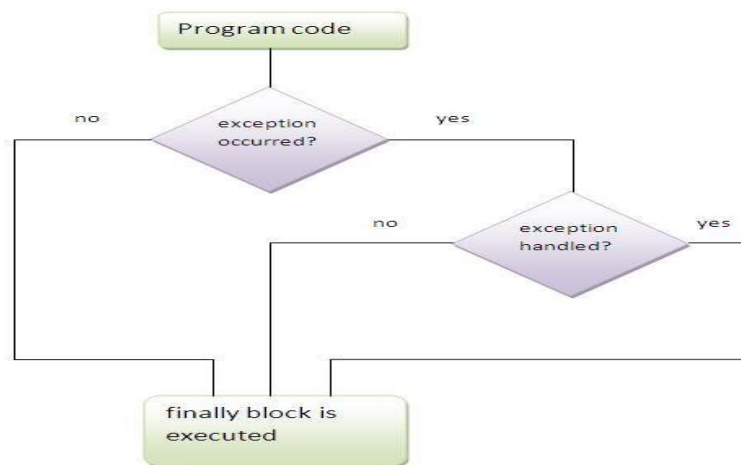 Program code
no
exception
occurred?
yes
no
exception
handled?
yes
finally block is
executed